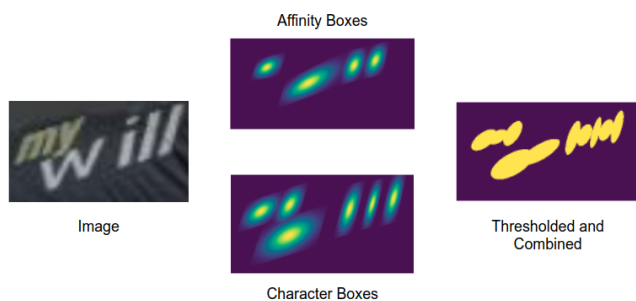 Affinity Boxes
my
will
Image
Character Boxes
Thresholded and
Combined